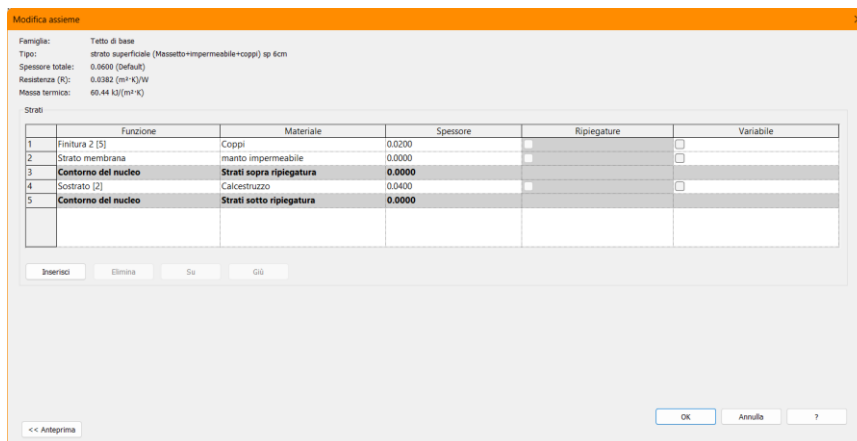 Modifica assieme
Famiglia: Tetto di base
Tipo: strato superficiale (Massetto+impermeabile+coppi) sp 6cm
Spessore totale: 0.0600 (Default)
Resistenza (R): 0.0382 (m²·K)/W
Massa termica: 60.44 kJ/(m²·K)
Strati
Funzione Materiale Spessore Ripiegature Variabile
1 Finitura 2 [5] Coppi 0.0200
2 Strato membrana manto impermeabile 0.0000
3 Contorno del nucleo Strati sopra ripiegatura 0.0000
4 Sostrato [2] Calcestruzzo 0.0400
5 Contorno del nucleo Strati sotto ripiegatura 0.0000
Inserisci Elimina Su Giù
OK Annulla ?
<< Anteprima